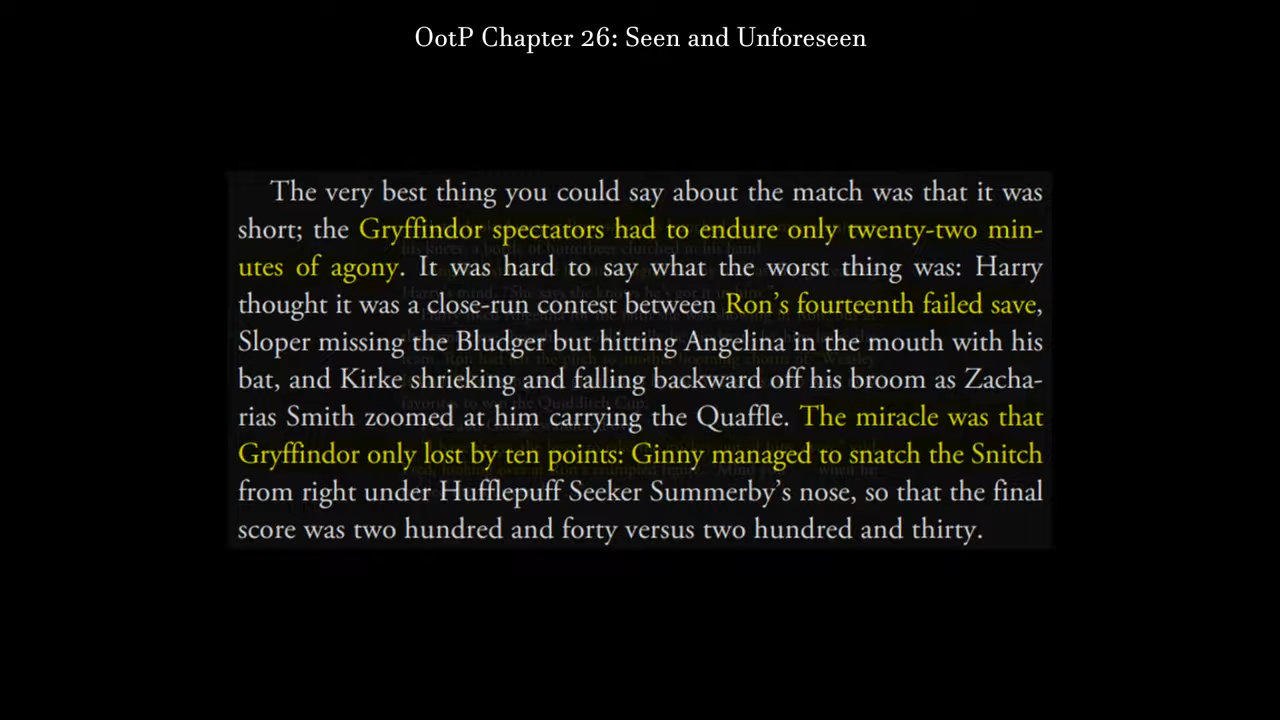 OotP Chapter 26: Seen and Unforeseen
The very best thing you could say about the match was that it was
short; the Gryffindor spectators had to endure only twenty-two min-
utes of agony. It was hard to say what the worst thing was: Harry
thought it was a close-run contest between Ron's fourteenth failed save,
Sloper missing the Bludger but hitting Angelina in the mouth with his
bat, and Kirke shrieking and falling backward off his broom as Zacha-
rias Smith zoomed at him carrying the Quaffle. The miracle was that
Gryffindor only lost by ten points: Ginny managed to snatch the Snitch
from right under Hufflepuff Seeker Summerby's nose, so that the final
score was two hundred and forty versus two hundred and thirty.